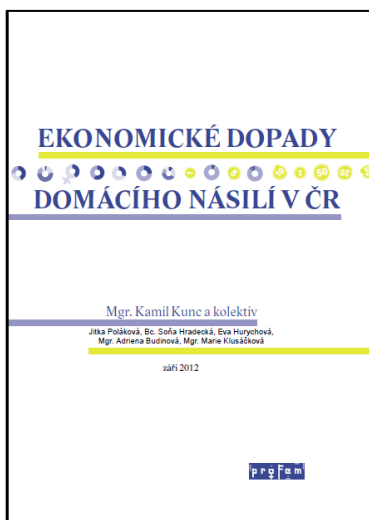 EKONOMICKÉ DOPADY
DOMÁCÍHO NÁSILÍ V ČR
Mgr. Kamil Kunc a kolektiv
Jitka Poláková, Bc. Soňa Hradecká, Eva Hurychová,
Mgr. Adriena Budinová, Mgr. Marie Klusáčková
září 2012
profem